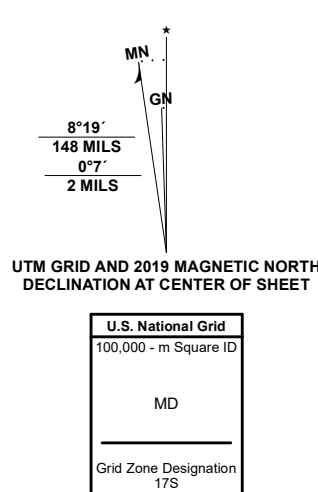 ★
MN
GN
8°19´
148 MILS
0°7´
2 MILS
UTM GRID AND 2019 MAGNETIC NORTH
DECLINATION AT CENTER OF SHEET
U.S. National Grid
100,000 - m Square ID
MD
Grid Zone Designation
17S